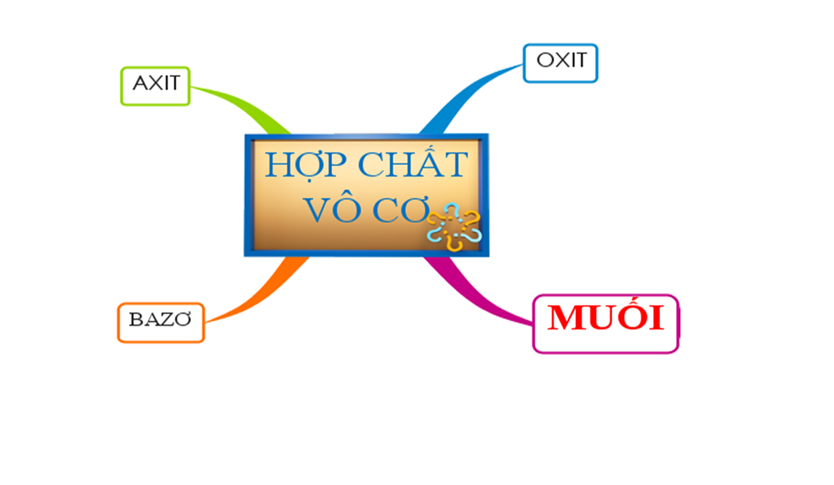 AXIT
OXIT
HỢP CHẤT
VÔ CƠ
BAZƠ
MUỐI